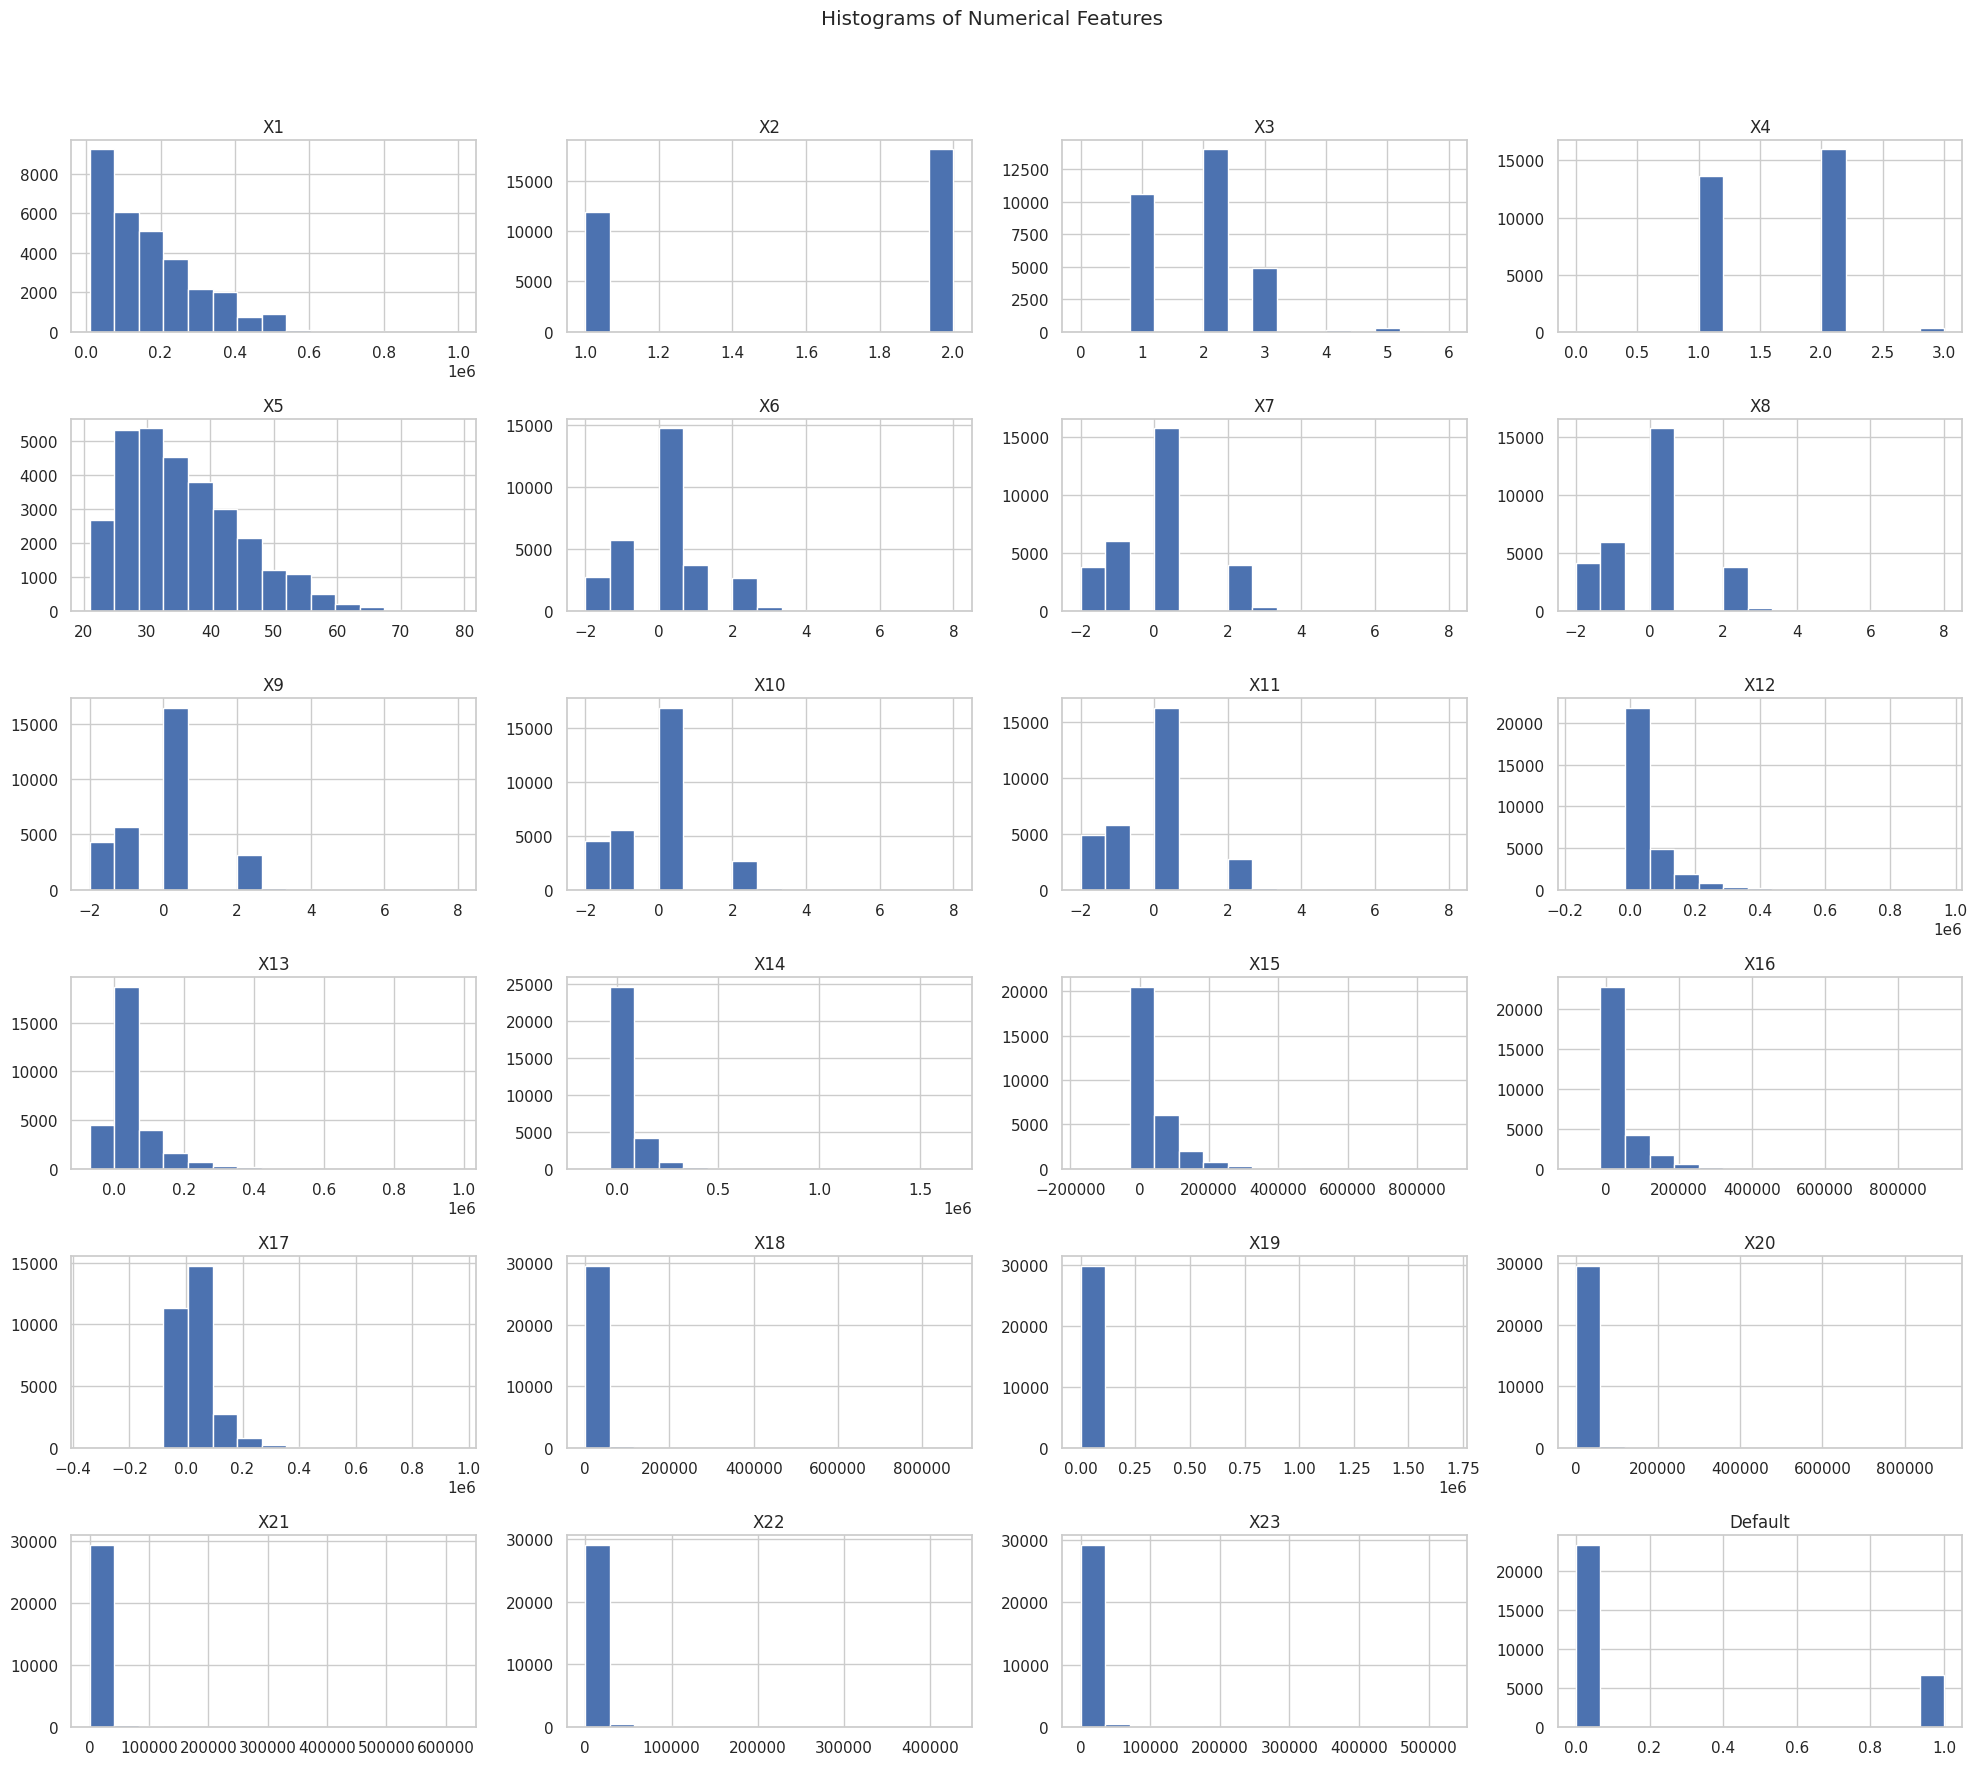 Histograms of Numerical Features
X1
X2
X3
X4
8000
6000
4000
2000
0
0.0 0.2 0.4 0.6 0.8 1.0
1e6
15000
10000
5000
0
1.0 1.2 1.4 1.6 1.8 2.0
12500
10000
7500
5000
2500
0
0 1 2 3 4 5 6
15000
10000
5000
0
0.0 0.5 1.0 1.5 2.0 2.5 3.0
X5
X6
X7
X8
5000
4000
3000
2000
1000
0
20 30 40 50 60 70 80
15000
10000
5000
0
−2 0 2 4 6 8
15000
10000
5000
0
−2 0 2 4 6 8
15000
10000
5000
0
−2 0 2 4 6 8
X9
X10
X11
X12
15000
10000
5000
0
−2 0 2 4 6 8
15000
10000
5000
0
−2 0 2 4 6 8
15000
10000
5000
0
−2 0 2 4 6 8
20000
15000
10000
5000
0
−0.2 0.0 0.2 0.4 0.6 0.8 1.0
1e6
X13
X14
X15
X16
15000
10000
5000
0
0.0 0.2 0.4 0.6 0.8 1.0
1e6
25000
20000
15000
10000
5000
0
0.0 0.5 1.0 1.5
1e6
20000
15000
10000
5000
0
−200000 0 200000 400000 600000 800000
20000
15000
10000
5000
0
0 200000 400000 600000 800000
X17
X18
X19
X20
15000
10000
5000
0
−0.4 −0.2 0.0 0.2 0.4 0.6 0.8 1.0
1e6
30000
20000
10000
0
0 200000 400000 600000 800000
30000
20000
10000
0
0.00 0.25 0.50 0.75 1.00 1.25 1.50 1.75
1e6
30000
20000
10000
0
0 200000 400000 600000 800000
X21
X22
X23
Default
30000
20000
10000
0
0 100000 200000 300000 400000 500000 600000
30000
20000
10000
0
0 100000 200000 300000 400000
30000
20000
10000
0
0 100000 200000 300000 400000 500000
20000
15000
10000
5000
0
0.0 0.2 0.4 0.6 0.8 1.0